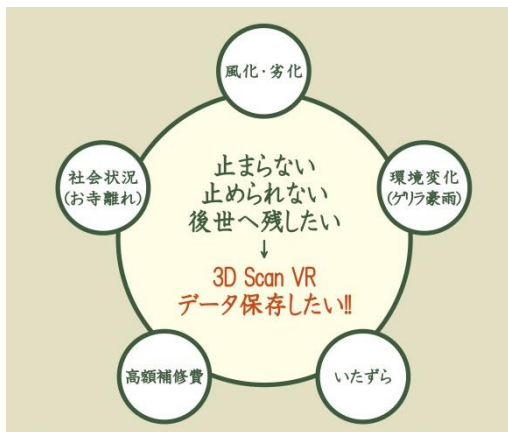 風化・劣化
社会状況
(お寺離れ)
環境変化
(ゲリラ豪雨)
止まらない
止められない
後世へ残したい
↓
3D Scan VR
データ保存したい!!
高額補修費
いたずら